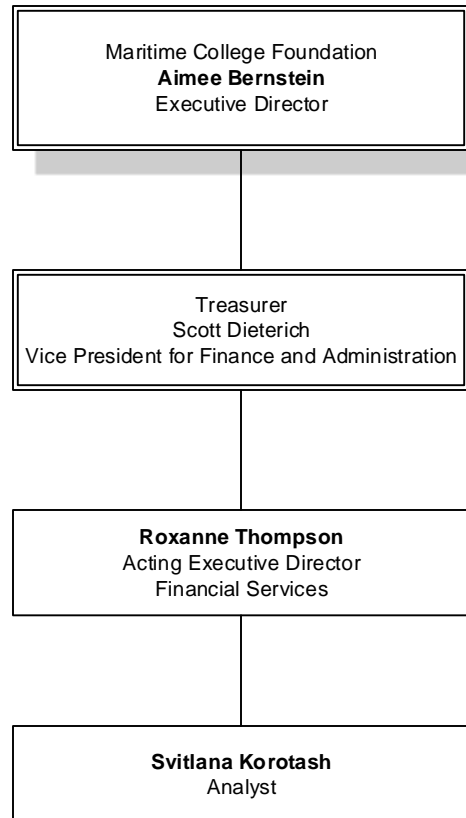 Maritime College Foundation
Aimee Bernstein
Executive Director
Treasurer
Scott Dieterich
Vice President for Finance and Administration
Roxanne Thompson
Acting Executive Director
Financial Services
Svitlana Korotash
Analyst